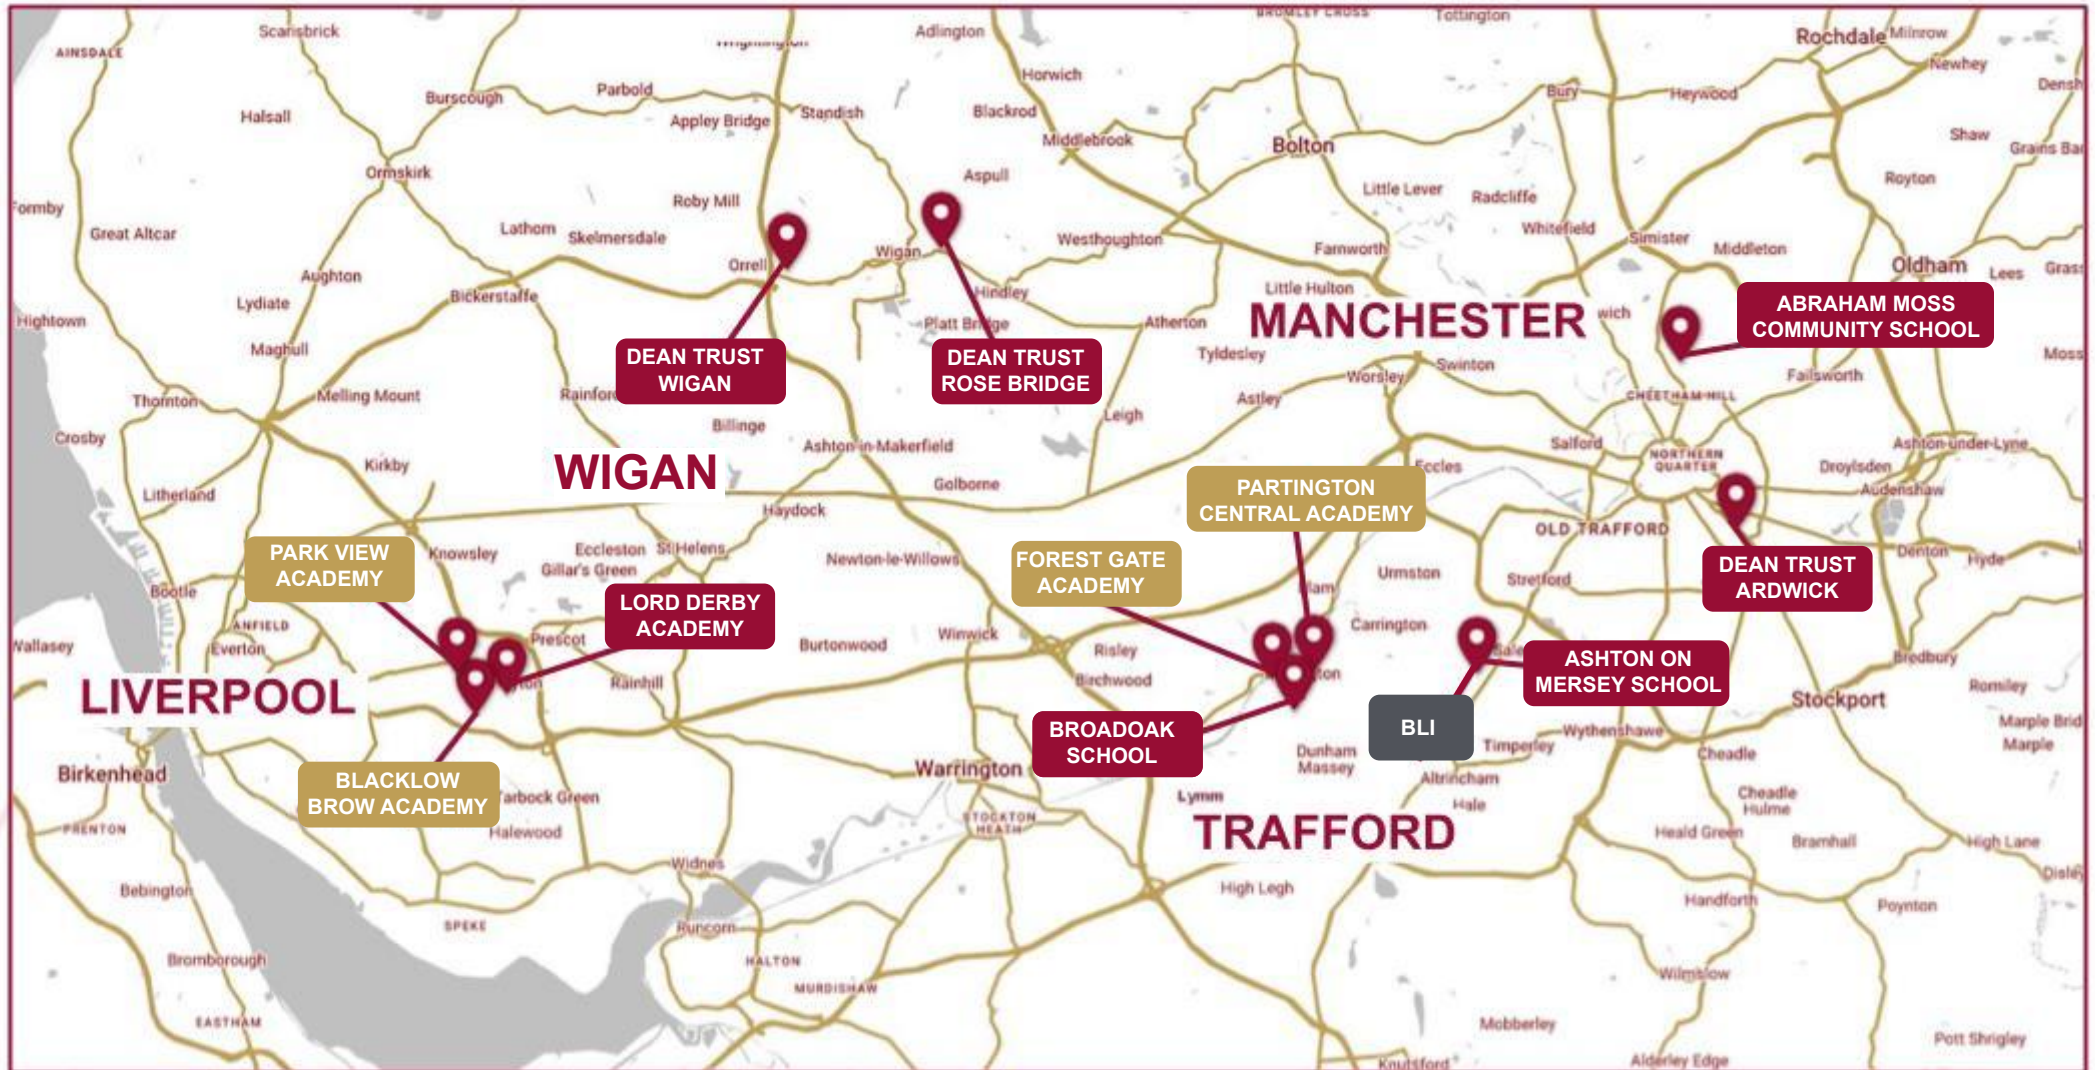 Scarisbrick
AINSDALE
Adlington
BROMLEY CROSS
Tottington
Rochdale
Milnrow
Newhey
Wrightington
Horwich
Halsall
Burscough
Parbold
Appley Bridge
Standish
Blackrod
Middlebrook
Bolton
Bury
Heywood
Shaw
Ormskirk
Aspull
Little Lever
Radcliffe
Royton
Formby
Great Altcar
Lathom
Skelmersdale
Roby Mill
Orrell
Wigan
Westhoughton
Farnworth
Whitefield
Simister
Middleton
Oldham
Lees
Aughton
Lydiate
Bickerstaffe
Hindley
Little Hulton
Hightown
Maghull
Platt Bridge
Atherton
MANCHESTER
wich
ABRAHAM MOSS
COMMUNITY SCHOOL
DEAN TRUST
WIGAN
DEAN TRUST
ROSE BRIDGE
Tyldesley
Worsley
Swinton
Failsworth
Moss
Thornton
Melling Mount
Astley
CHEETHAM HILL
Crosby
Billinge
Leigh
Ashton-in-Makerfield
Salford
NORTHERN
QUARTER
Ashton-under-Lyne
Kirkby
WIGAN
Eccles
Droylsden
Audenshaw
Litherland
Golborne
Haydock
PARTINGTON
CENTRAL ACADEMY
OLD TRAFFORD
PARK VIEW
ACADEMY
Knowsley
Eccleston
St Helens
Gillar's Green
Newton-le-Willows
FOREST GATE
ACADEMY
Urmston
Stretford
DEAN TRUST
ARDWICK
Denton
Hyde
Bootle
LORD DERBY
ACADEMY
ANFIELD
Everton
Wallasey
Prescot
Burtonwood
Winwick
Risley
Carrington
Birchwood
Rainhill
ASHTON ON
MERSEY SCHOOL
Bredbury
Romiley
LIVERPOOL
Stockport
BROADOAK
SCHOOL
BLI
Timperley
Wythenshawe
Cheadle
Marple Brid
Marple
Dunham
Massey
Birkenhead
BLACKLOW
BROW ACADEMY
Tarbock Green
Halewood
Warrington
STOCKTON
HEATH
Lymm
Altrincham
Hale
TRAFFORD
Cheadle
Hulme
Heald Green
Bramhall
High Lane
PRENTON
Widnes
Bebington
High Legh
Handforth
Poynton
SPEKE
Runcorn
Bromborough
HALTON
MURDISHAW
Wilmslow
EASTHAM
Mobberley
Knutsford
Alderley Edge
Pott Shrigley